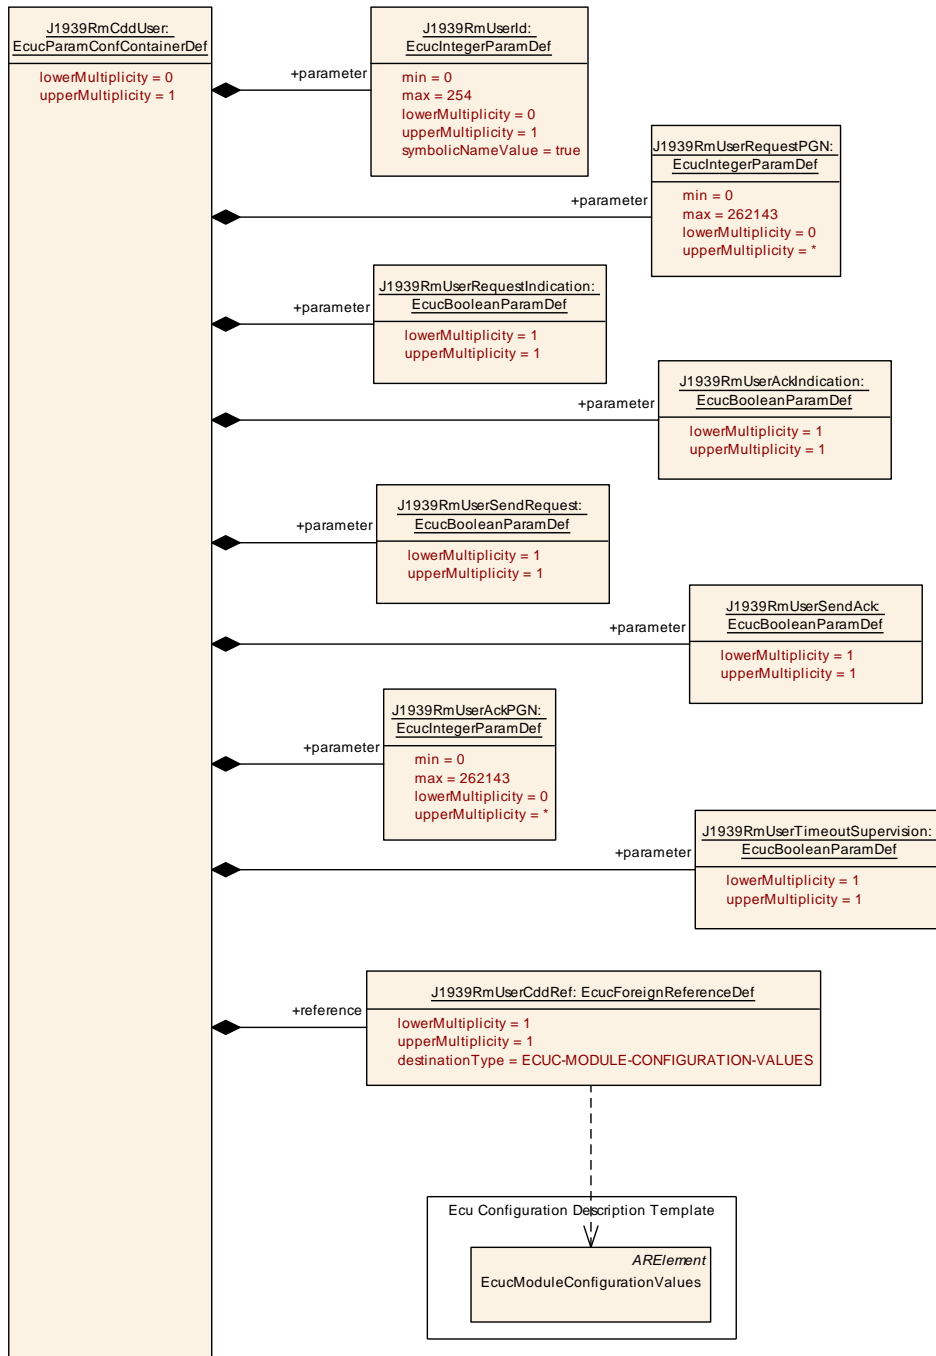 J1939RmCddUser:
EcucParamConfContainerDef
lowerMultiplicity = 0
upperMultiplicity = 1
+parameter
J1939RmUserId:
EcucIntegerParamDef
min = 0
max = 254
lowerMultiplicity = 0
upperMultiplicity = 1
symbolicNameValue = true
+parameter
J1939RmUserRequestPGN:
EcucIntegerParamDef
min = 0
max = 262143
lowerMultiplicity = 0
upperMultiplicity = *
+parameter
J1939RmUserRequestIndication:
EcucBooleanParamDef
lowerMultiplicity = 1
upperMultiplicity = 1
+parameter
J1939RmUserAckIndication:
EcucBooleanParamDef
lowerMultiplicity = 1
upperMultiplicity = 1
+parameter
J1939RmUserSendRequest:
EcucBooleanParamDef
lowerMultiplicity = 1
upperMultiplicity = 1
+parameter
J1939RmUserSendAck:
EcucBooleanParamDef
lowerMultiplicity = 1
upperMultiplicity = 1
+parameter
J1939RmUserAckPGN:
EcucIntegerParamDef
min = 0
max = 262143
lowerMultiplicity = 0
upperMultiplicity = *
+parameter
J1939RmUserTimeoutSupervision:
EcucBooleanParamDef
lowerMultiplicity = 1
upperMultiplicity = 1
+reference
J1939RmUserCddRef: EcucForeignReferenceDef
lowerMultiplicity = 1
upperMultiplicity = 1
destinationType = ECUC-MODULE-CONFIGURATION-VALUES
Ecu Configuration Description Template
ARElement
EcucModuleConfigurationValues